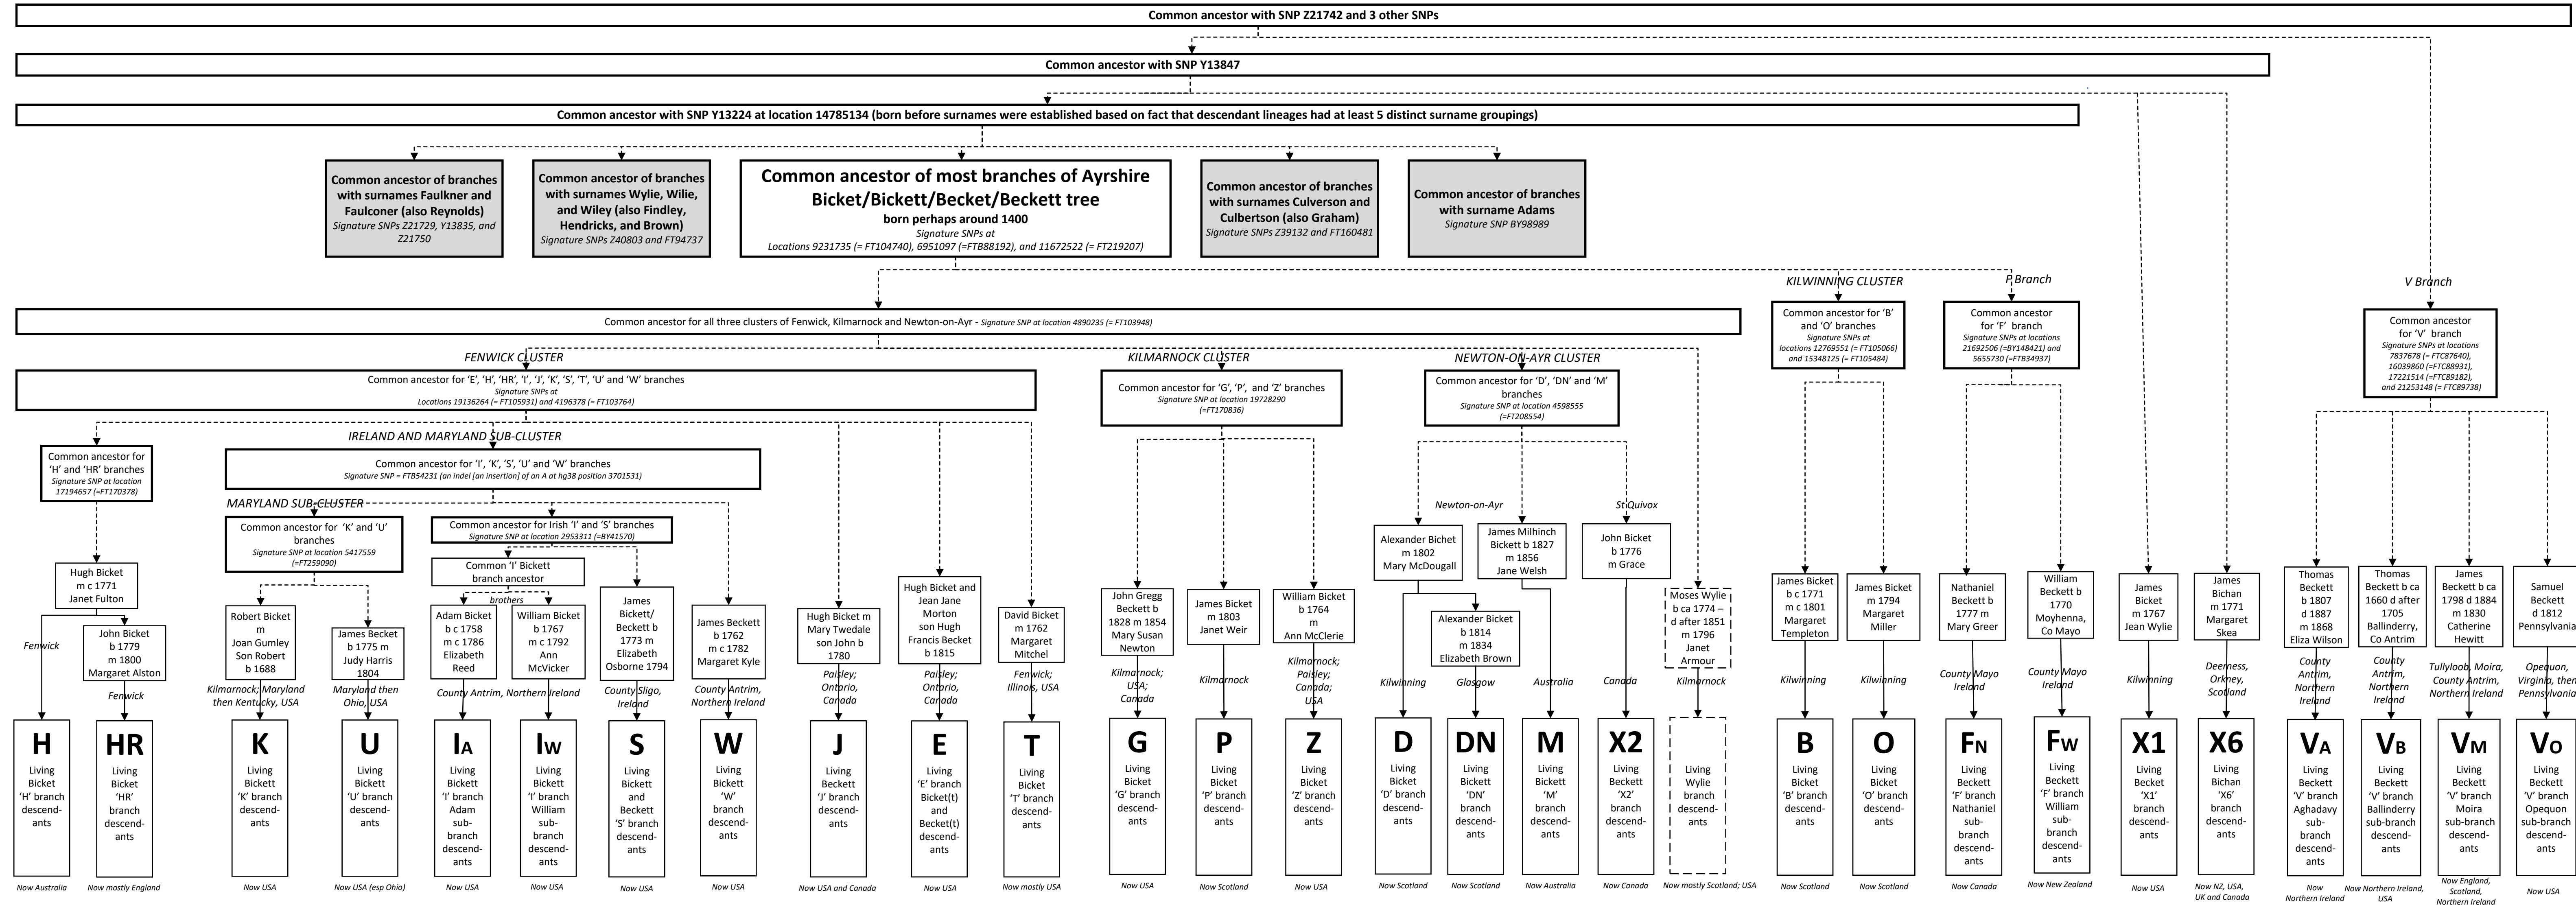 Common ancestor with SNP Z21742 and 3 other SNPs
Common ancestor with SNP Y13847
Common ancestor with SNP Y13224 at location 14785134 (born before surnames were established based on fact that descendant lineages had at least 5 distinct surname groupings)
Common ancestor of branches
with surnames Faulkner and
Faulconer (also Reynolds)
Signature SNPs Z21729, Y13835, and
Z21750
Common ancestor of branches
with surnames Wylie, Wilie,
and Wiley (also Findley,
Hendricks, and Brown)
Signature SNPs Z40803 and FT94737
Common ancestor of most branches of Ayrshire
Bicket/Bickett/Becket/Beckett tree
born perhaps around 1400
Signature SNPs at
Locations 9231735 (= FT104740), 6951097 (=FTB88192), and 11672522 (= FT219207)
Common ancestor of branches
with surnames Culverson and
Culbertson (also Graham)
Signature SNPs Z39132 and FT160481
Common ancestor of branches
with surname Adams
Signature SNP BY98989
KILWINNING CLUSTER
F Branch
V Branch
Common ancestor for all three clusters of Fenwick, Kilmarnock and Newton-on-Ayr - Signature SNP at location 4890235 (= FT103948)
Common ancestor for ‘B’
and ‘O’ branches
Signature SNPs at
locations 12769551 (= FT105066)
and 15348125 (= FT105484)
Common ancestor
for ‘F’ branch
Signature SNPs at locations
21692506 (=BY148421) and
5655730 (=FTB34937)
Common ancestor
for ‘V’ branch
Signature SNPs at locations
7837678 (= FTC87640),
16039860 (=FTC88931),
17221514 (=FTC89182),
and 21253148 (= FTC89738)
FENWICK CLUSTER
KILMARNOCK CLUSTER
NEWTON-ON-AYR CLUSTER
Common ancestor for ‘E’, ‘H’, ‘HR’, ‘I’, ‘J’, ‘K’, ‘S’, ‘T’, ‘U’ and ‘W’ branches
Signature SNPs at
Locations 19136264 (= FT105931) and 4196378 (= FT103764)
Common ancestor for ‘G’, ‘P’, and ‘Z’ branches
Signature SNP at location 19728290
(=FT170836)
Common ancestor for ‘D’, ‘DN’ and ‘M’
branches
Signature SNP at location 4598555
(=FT208554)
IRELAND AND MARYLAND SUB-CLUSTER
Common ancestor for
‘H’ and ‘HR’ branches
Signature SNP at location
17194657 (=FT170378)
Common ancestor for ‘I’, ‘K’, ‘S’, ‘U’ and ‘W’ branches
Signature SNP = FTB54231 (an indel [an insertion] of an A at hg38 position 3701531)
MARYLAND SUB-CLUSTER
Common ancestor for ‘K’ and ‘U’
branches
Signature SNP at location 5417559
(=FT259090)
Common ancestor for Irish ‘I’ and ‘S’ branches
Signature SNP at location 2953311 (=BY41570)
Common ‘I’ Bickett
branch ancestor
brothers
Newton-on-Ayr
St Quivox
Hugh Bicket
m c 1771
Janet Fulton
John Bicket
b 1779
m 1800
Margaret Alston
Robert Bicket
m
Joan Gumley
Son Robert
b 1688
James Becket
b 1775 m
Judy Harris
1804
Adam Bicket
b c 1758
m c 1786
Elizabeth
Reed
William Bicket
b 1767
m c 1792
Ann
McVicker
James
Bickett/
Beckett b
1773 m
Elizabeth
Osborne 1794
James Beckett
b 1762
m c 1782
Margaret Kyle
Hugh Bicket m
Mary Twedale
son John b
1780
Hugh Bicket and
Jean Jane
Morton
son Hugh
Francis Becket
b 1815
David Bicket
m 1762
Margaret
Mitchel
John Gregg
Beckett b
1828 m 1854
Mary Susan
Newton
James Bicket
m 1803
Janet Weir
William Bicket
b 1764
m
Ann McClerie
Alexander Bichet
m 1802
Mary McDougall
Alexander Bicket
b 1814
m 1834
Elizabeth Brown
James Milhinch
Bickett b 1827
m 1856
Jane Welsh
John Bicket
b 1776
m Grace
Moses Wylie
b ca 1774 –
d after 1851
m 1796
Janet
Armour
James Bicket
b c 1771
m c 1801
Margaret
Templeton
James Bicket
m 1794
Margaret
Miller
Nathaniel
Beckett b
1777 m
Mary Greer
William
Beckett b
1770
Moyhenna,
Co Mayo
James
Bicket
m 1767
Jean Wylie
James
Bichan
m 1771
Margaret
Skea
Thomas
Beckett
b 1807
d 1887
m 1868
Eliza Wilson
Thomas
Beckett b ca
1660 d after
1705
Ballinderry,
Co Antrim
James
Beckett b ca
1798 d 1884
m 1830
Catherine
Hewitt
Samuel
Beckett
d 1812
Pennsylvania
Fenwick
Fenwick
Kilmarnock; Maryland
then Kentucky, USA
Maryland then
Ohio, USA
County Antrim, Northern Ireland
County Sligo,
Ireland
County Antrim,
Northern Ireland
Paisley;
Ontario,
Canada
Paisley;
Ontario,
Canada
Fenwick;
Illinois, USA
Kilmarnock;
USA;
Canada
Kilmarnock
Kilmarnock;
Paisley;
Canada;
USA
Kilwinning
Glasgow
Australia
Canada
Kilmarnock
Kilwinning
Kilwinning
County Mayo
Ireland
County Mayo
Ireland
Kilwinning
Deerness,
Orkney,
Scotland
County
Antrim,
Northern
Ireland
County
Antrim,
Northern
Ireland
Tullyloob, Moira,
County Antrim,
Northern Ireland
Opequon,
Virginia, then
Pennsylvania
H
Living
Bicket
‘H’ branch
descend-
ants
Now Australia
HR
Living
Bicket
‘HR’
branch
descend-
ants
Now mostly England
K
Living
Bickett
‘K’ branch
descend-
ants
Now USA
U
Living
Bickett
‘U’ branch
descend-
ants
Now USA (esp Ohio)
IA
Living
Bickett
‘I’ branch
Adam
sub-
branch
descend-
ants
Now USA
IW
Living
Bickett
‘I’ branch
William
sub-
branch
descend-
ants
Now USA
S
Living
Bickett
and
Beckett
‘S’ branch
descend-
ants
Now USA
W
Living
Beckett
‘W’
branch
descend-
ants
Now USA
J
Living
Beckett
‘J’ branch
descend-
ants
Now USA and Canada
E
Living
‘E’ branch
Bicket(t)
and
Becket(t)
descend-
ants
Now USA
T
Living
Bicket
‘T’ branch
descend-
ants
Now mostly USA
G
Living
Bicket
‘G’ branch
descend-
ants
Now USA
P
Living
Bicket
‘P’ branch
descend-
ants
Now Scotland
Z
Living
Bicket
‘Z’ branch
descend-
ants
Now USA
D
Living
Bicket
‘D’ branch
descend-
ants
Now Scotland
DN
Living
Bicket
‘DN’
branch
descend-
ants
Now Scotland
M
Living
Bickett
‘M’
branch
descend-
ants
Now Australia
X2
Living
Beckett
‘X2’
branch
descend-
ants
Now Canada
Living
Wylie
branch
descend-
ants
Now mostly Scotland; USA
B
Living
Bicket
‘B’ branch
descend-
ants
Now Scotland
O
Living
Bicket
‘O’ branch
descend-
ants
Now Scotland
FN
Living
Beckett
‘F’ branch
Nathaniel
sub-
branch
descend-
ants
Now Canada
FW
Living
Beckett
‘F’ branch
William
sub-
branch
descend-
ants
Now New Zealand
X1
Living
Becket
‘X1’
branch
descend-
ants
Now USA
X6
Living
Bichan
‘X6’
branch
descend-
ants
Now NZ, USA,
UK and Canada
VA
Living
Beckett
‘V’ branch
Aghadavy
sub-
branch
descend-
ants
Now
Northern Ireland
VB
Living
Beckett
‘V’ branch
Ballinderry
sub-branch
descend-
ants
Now Northern Ireland,
USA
VM
Living
Beckett
‘V’ branch
Moira
sub-branch
descend-
ants
Now England,
Scotland,
Northern Ireland
VO
Living
Beckett
‘V’ branch
Opequon
sub-branch
descend-
ants
Now USA